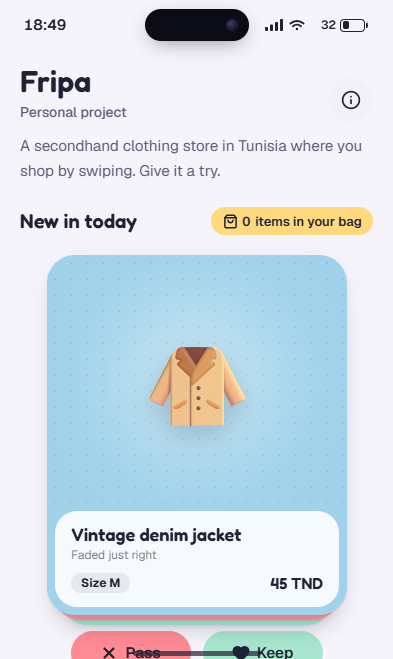 18:49
32
Fripa
Personal project
A secondhand clothing store in Tunisia where you
shop by swiping. Give it a try.
New in today
0 items in your bag
Vintage denim jacket
Faded just right
Size M
45 TND
Pass
Keep